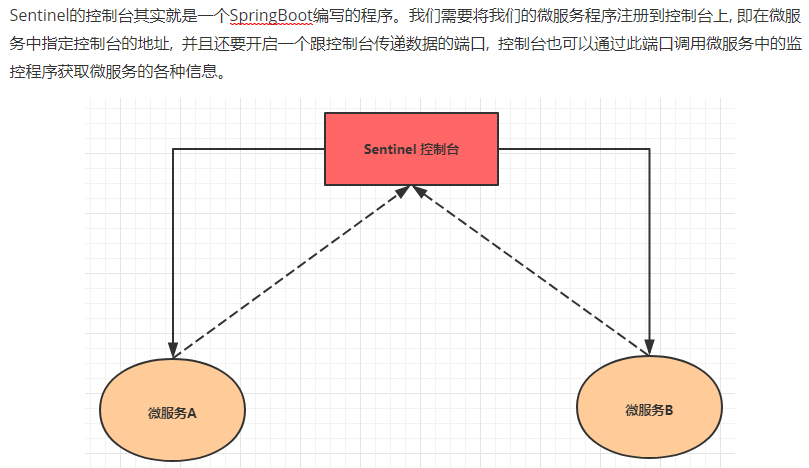 Sentinel的控制台其实就是一个SpringBoot编写的程序。我们需要将我们的微服务程序注册到控制台上, 即在微服
务中指定控制台的地址, 并且还要开启一个跟控制台传递数据的端口, 控制台也可以通过此端口调用微服务中的监
控程序获取微服务的各种信息。
Sentinel 控制台
微服务A
微服务B